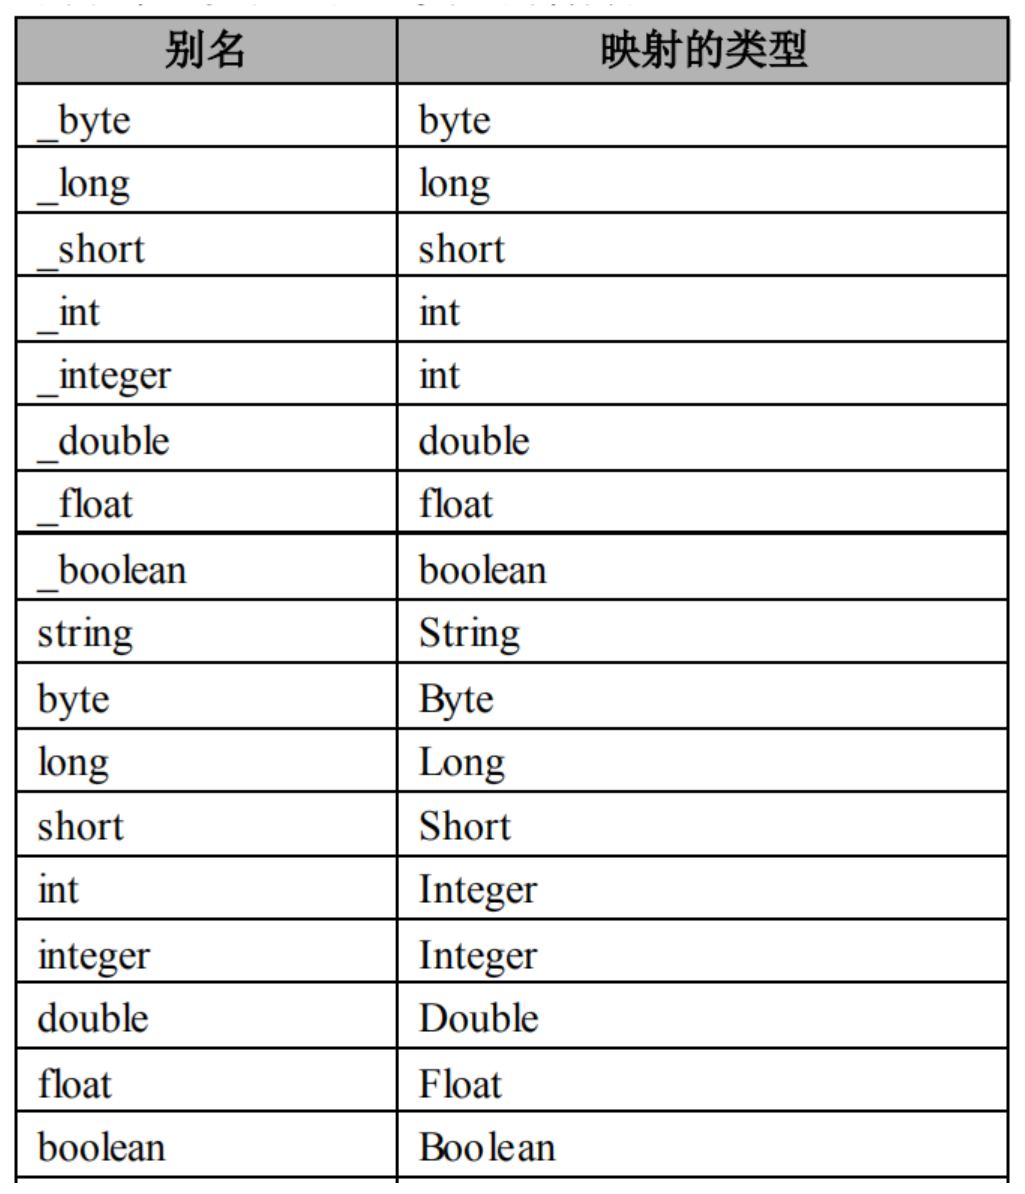 别名 映射的类型
_byte byte
_long long
_short short
_int int
_integer int
_double double
_float float
_boolean boolean
string String
byte Byte
long Long
short Short
int Integer
integer Integer
double Double
float Float
boolean Boolean